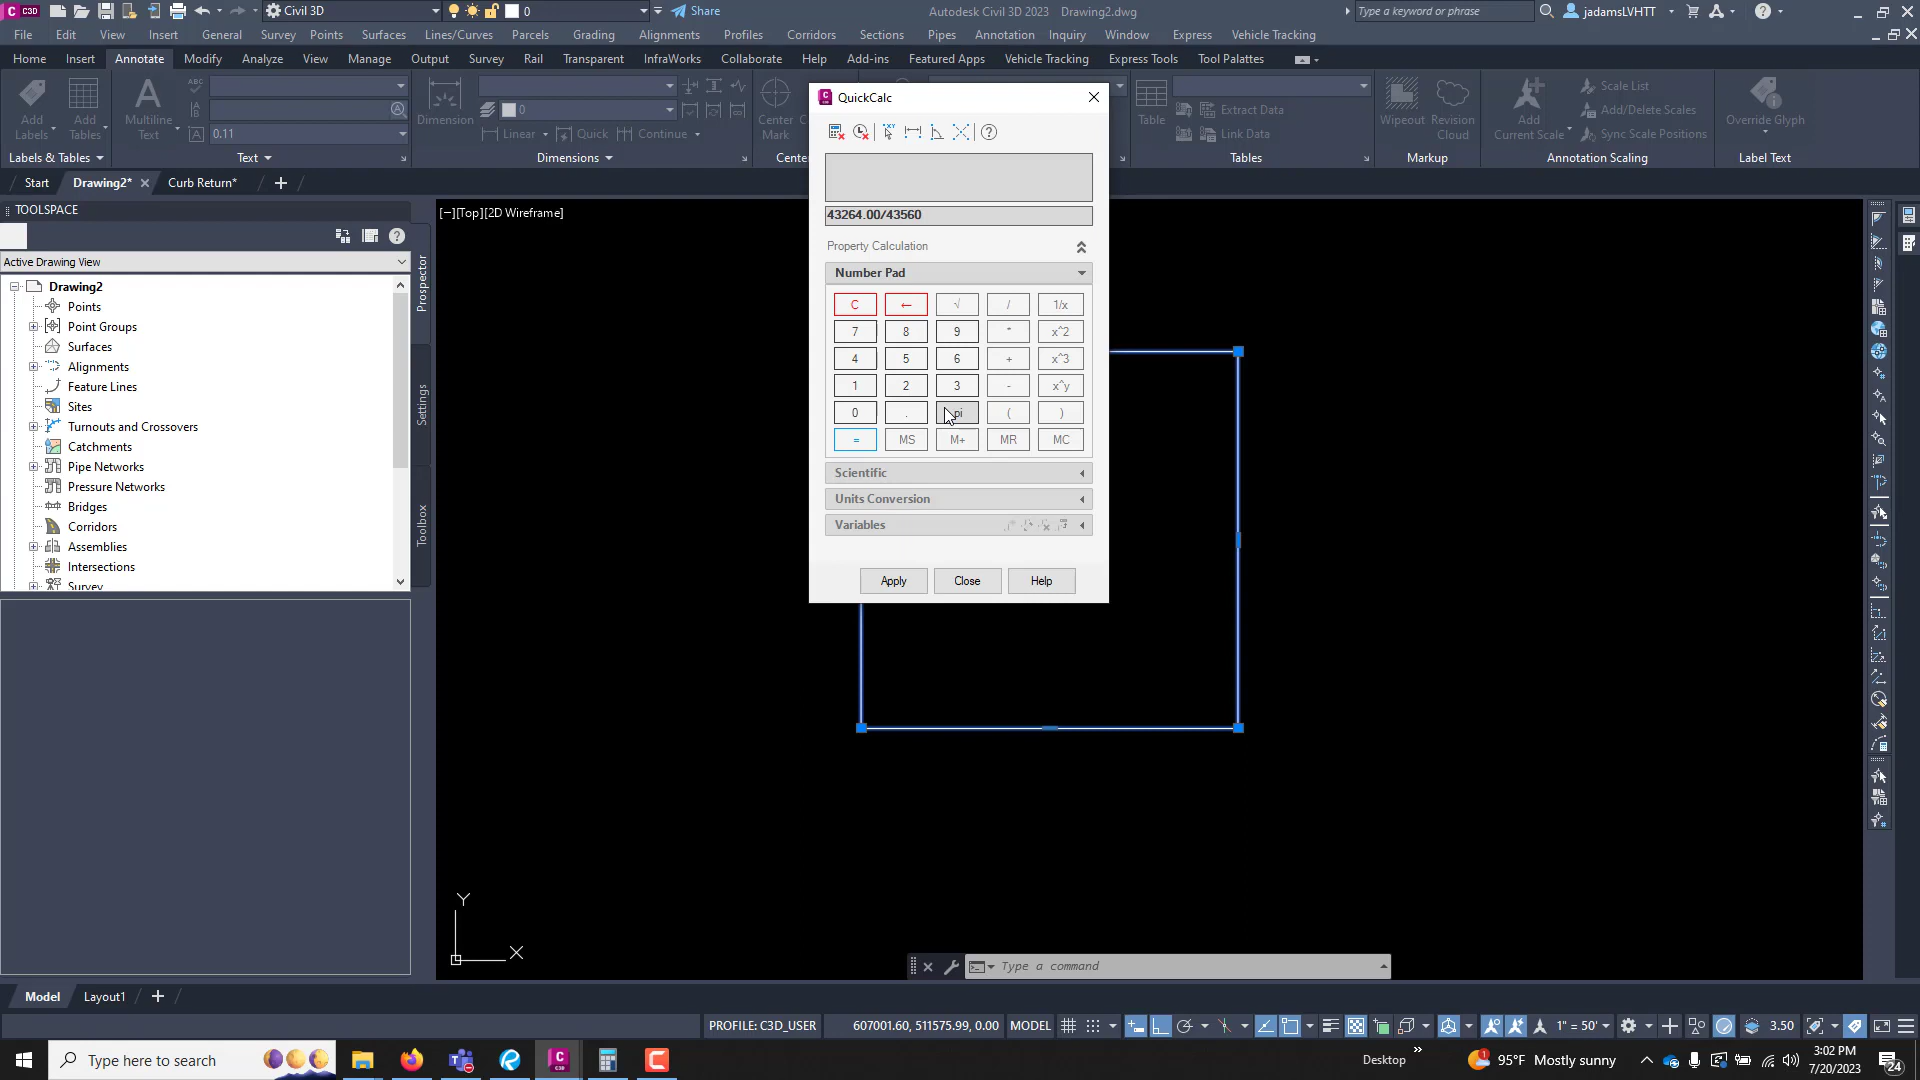 C3D
Civil 3D
0
Share
Autodesk Civil 3D 2023 Drawing2.dwg
Type a keyword or phrase
jadamsLVHTT
File Edit View Insert General Survey Points Surfaces Lines/Curves Parcels Grading Alignments Profiles Corridors Sections Pipes Annotation Inquiry Window Express Vehicle Tracking
Home Insert Annotate Modify Analyze View Manage Output Survey Rail Transparent InfraWorks Collaborate Help Add-ins Featured Apps Vehicle Tracking Express Tools Tool Palettes
Add Labels
Add Tables
Labels & Tables
Multiline Text
ABC
0.11
Text
Dimension
0
Linear Quick Continue
Dimensions
Center Mark
Table
Extract Data
Link Data
Tables
Wipeout
Revision Cloud
Markup
Add Current Scale
Scale List
Add/Delete Scales
Sync Scale Positions
Annotation Scaling
Override Glyph
Label Text
Start Drawing2* Curb Return*
TOOLSPACE
Active Drawing View
Drawing2
Points
Point Groups
Surfaces
Alignments
Feature Lines
Sites
Turnouts and Crossovers
Catchments
Pipe Networks
Pressure Networks
Bridges
Corridors
Assemblies
Intersections
Survey
Prospector
Settings
Toolbox
[−][Top][2D Wireframe]
QuickCalc
43264.00/43560
Property Calculation
Number Pad
C ← √ / 1/x
7 8 9 * x^2
4 5 6 + x^3
1 2 3 - x^y
0 . pi ( )
= MS M+ MR MC
Scientific
Units Conversion
Variables
Apply Close Help
Y
X
Type a command
Model Layout1
PROFILE: C3D_USER 607001.60, 511575.99, 0.00 MODEL 1" = 50' 3.50
Type here to search
Desktop
95°F Mostly sunny
3:02 PM
7/20/2023
24